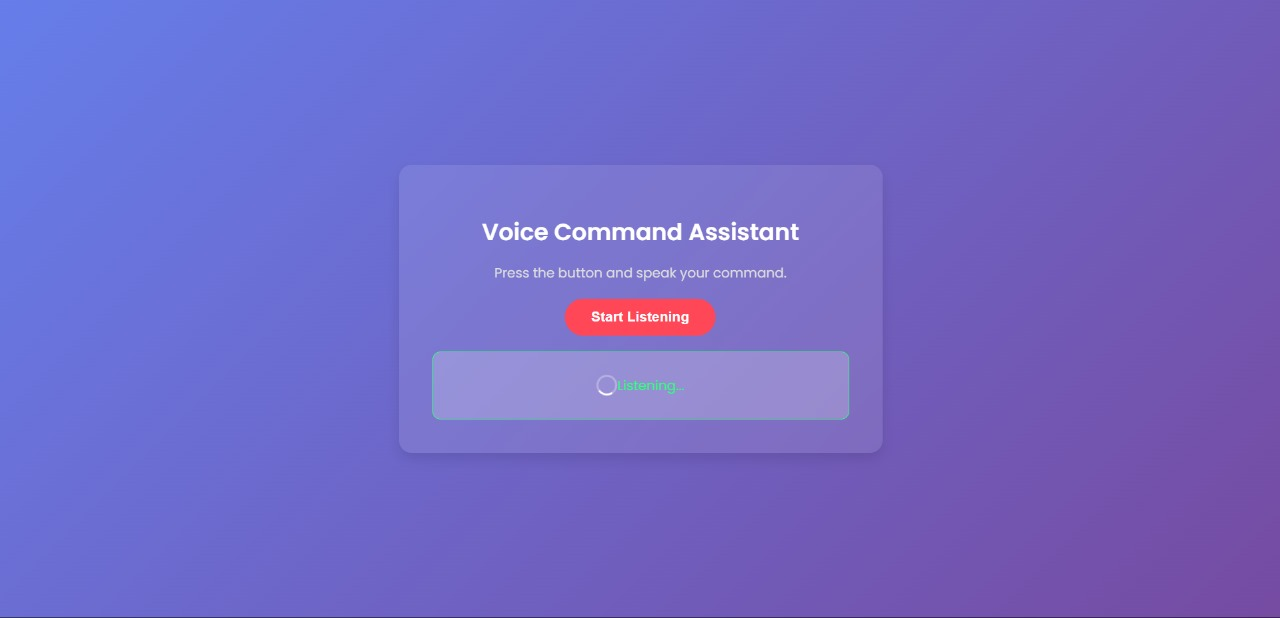 Voice Command Assistant
Press the button and speak your command.
Start Listening
Listening...